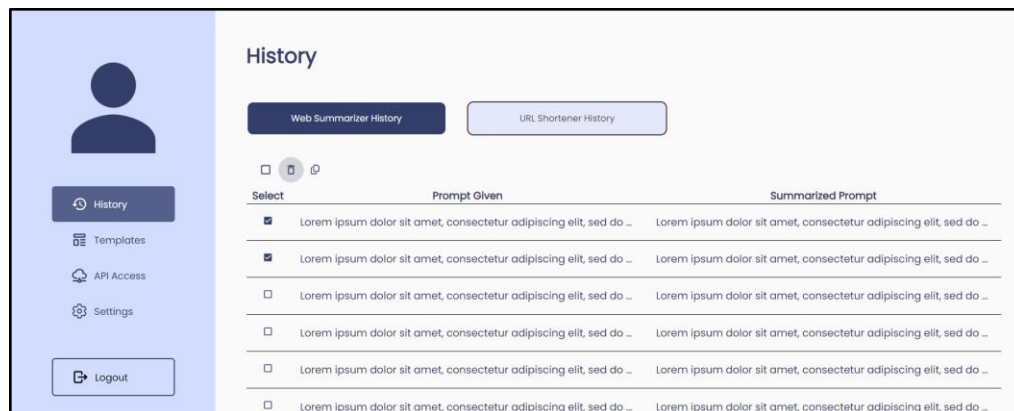 History
Templates
API Access
Settings
Logout
History
Web Summarizer History URL Shortener History
Select Prompt Given Summarized Prompt
Lorem ipsum dolor sit amet, consectetur adipiscing elit, sed do ... Lorem ipsum dolor sit amet, consectetur adipiscing elit, sed do ...
Lorem ipsum dolor sit amet, consectetur adipiscing elit, sed do ... Lorem ipsum dolor sit amet, consectetur adipiscing elit, sed do ...
Lorem ipsum dolor sit amet, consectetur adipiscing elit, sed do ... Lorem ipsum dolor sit amet, consectetur adipiscing elit, sed do ...
Lorem ipsum dolor sit amet, consectetur adipiscing elit, sed do ... Lorem ipsum dolor sit amet, consectetur adipiscing elit, sed do ...
Lorem ipsum dolor sit amet, consectetur adipiscing elit, sed do ... Lorem ipsum dolor sit amet, consectetur adipiscing elit, sed do ...
Lorem ipsum dolor sit amet, consectetur adipiscing elit, sed do ... Lorem ipsum dolor sit amet, consectetur adipiscing elit, sed do ...